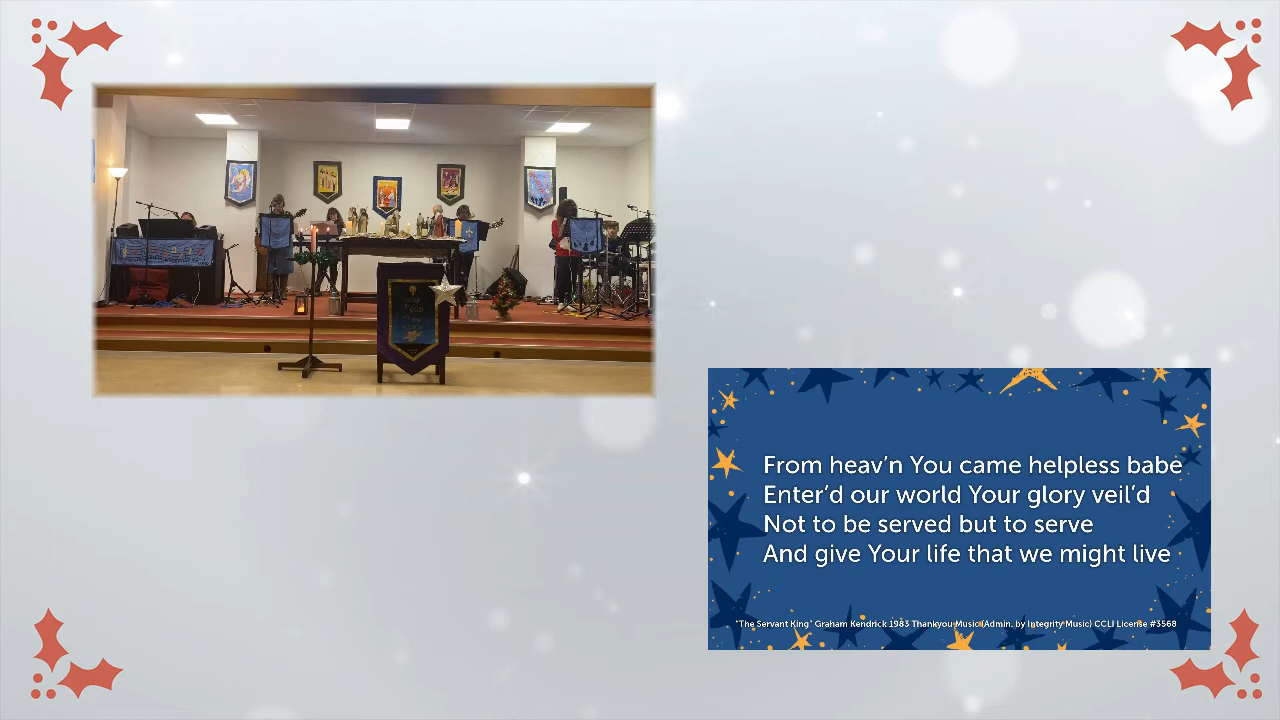 From heav’n You came helpless babe
Enter’d our world Your glory veil’d
Not to be served but to serve
And give Your life that we might live
"The Servant King" Graham Kendrick 1983 Thankyou Music (Admin. by Integrity Music) CCLI License #3568